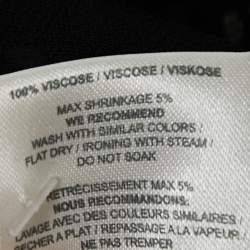 100% VISCOSE / VISCOSE / VISKOSE
MAX SHRINKAGE 5%
WE RECOMMEND
WASH WITH SIMILAR COLORS /
FLAT DRY / IRONING WITH STEAM /
DO NOT SOAK
RETRÉCISSEMENT MAX 5%
NOUS RECOMMANDONS:
LAVAGE AVEC DES COULEURS SIMILAIRES /
SECHER A PLAT / REPASSAGE A LA VAPEUR
NE PAS TREMPER